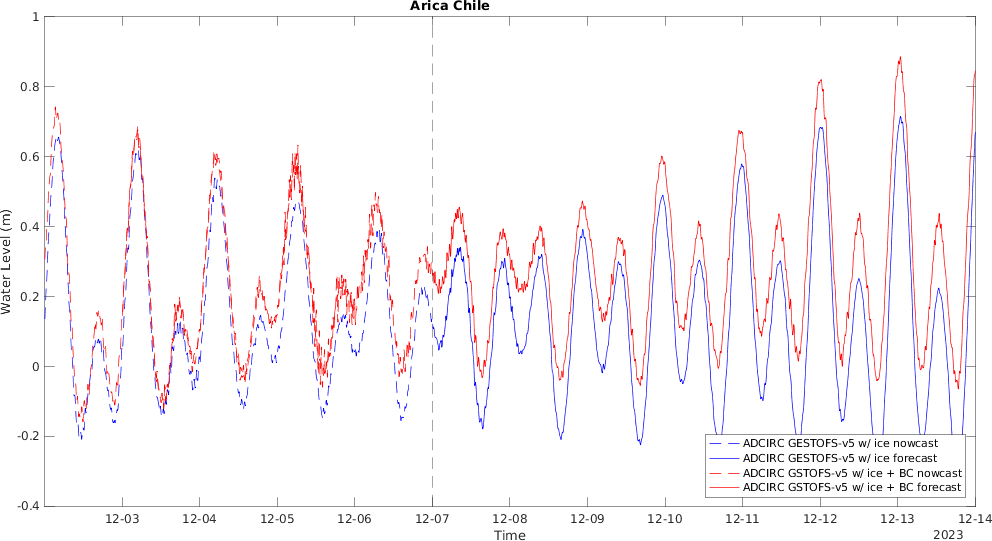 Arica Chile
1
0.8
0.6
0.4
0.2
0
-0.2
-0.4
Water Level (m)
12-03 12-04 12-05 12-06 12-07 12-08 12-09 12-10 12-11 12-12 12-13 12-14
Time
2023
ADCIRC GESTOFS-v5 w/ ice nowcast
ADCIRC GESTOFS-v5 w/ ice forecast
ADCIRC GSTOFS-v5 w/ ice + BC nowcast
ADCIRC GSTOFS-v5 w/ ice + BC forecast